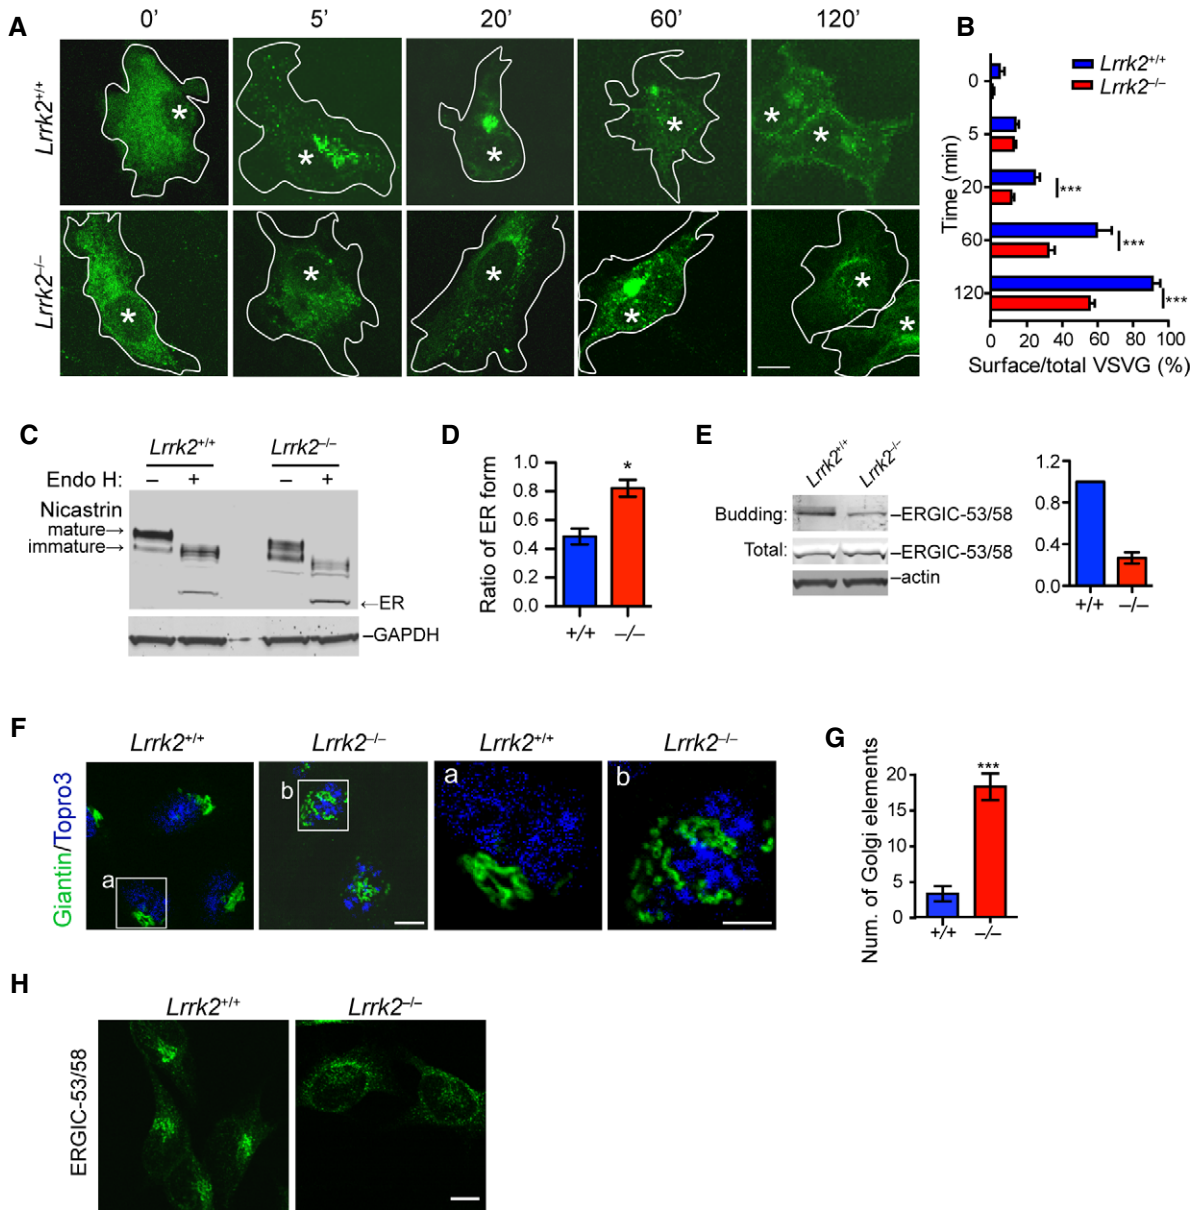 A
0′ 5′ 20′ 60′ 120′
Lrrk2+/+
* * * * * *
Lrrk2–/–
* * * * * *
B
Lrrk2+/+
Lrrk2–/–
Time (min)
0
5
20 ***
60 ***
120 ***
0 20 40 60 80 100
Surface/total VSVG (%)
C
Lrrk2+/+ Lrrk2–/–
Endo H: – + – +
Nicastrin
mature→
immature→
←ER
–GAPDH
D
Ratio of ER form
1.0
0.8
0.6
0.4
0.2
0.0
*
+/+ –/–
E
Lrrk2+/+ Lrrk2–/–
Budding: –ERGIC-53/58
Total: –ERGIC-53/58
–actin
1.2
0.8
0.4
0.0
+/+ –/–
F
Lrrk2+/+ Lrrk2–/– Lrrk2+/+ Lrrk2–/–
Giantin/Topro3
a b a b
G
Num. of Golgi elements
20
15
10
5
0
***
+/+ –/–
H
Lrrk2+/+ Lrrk2–/–
ERGIC-53/58